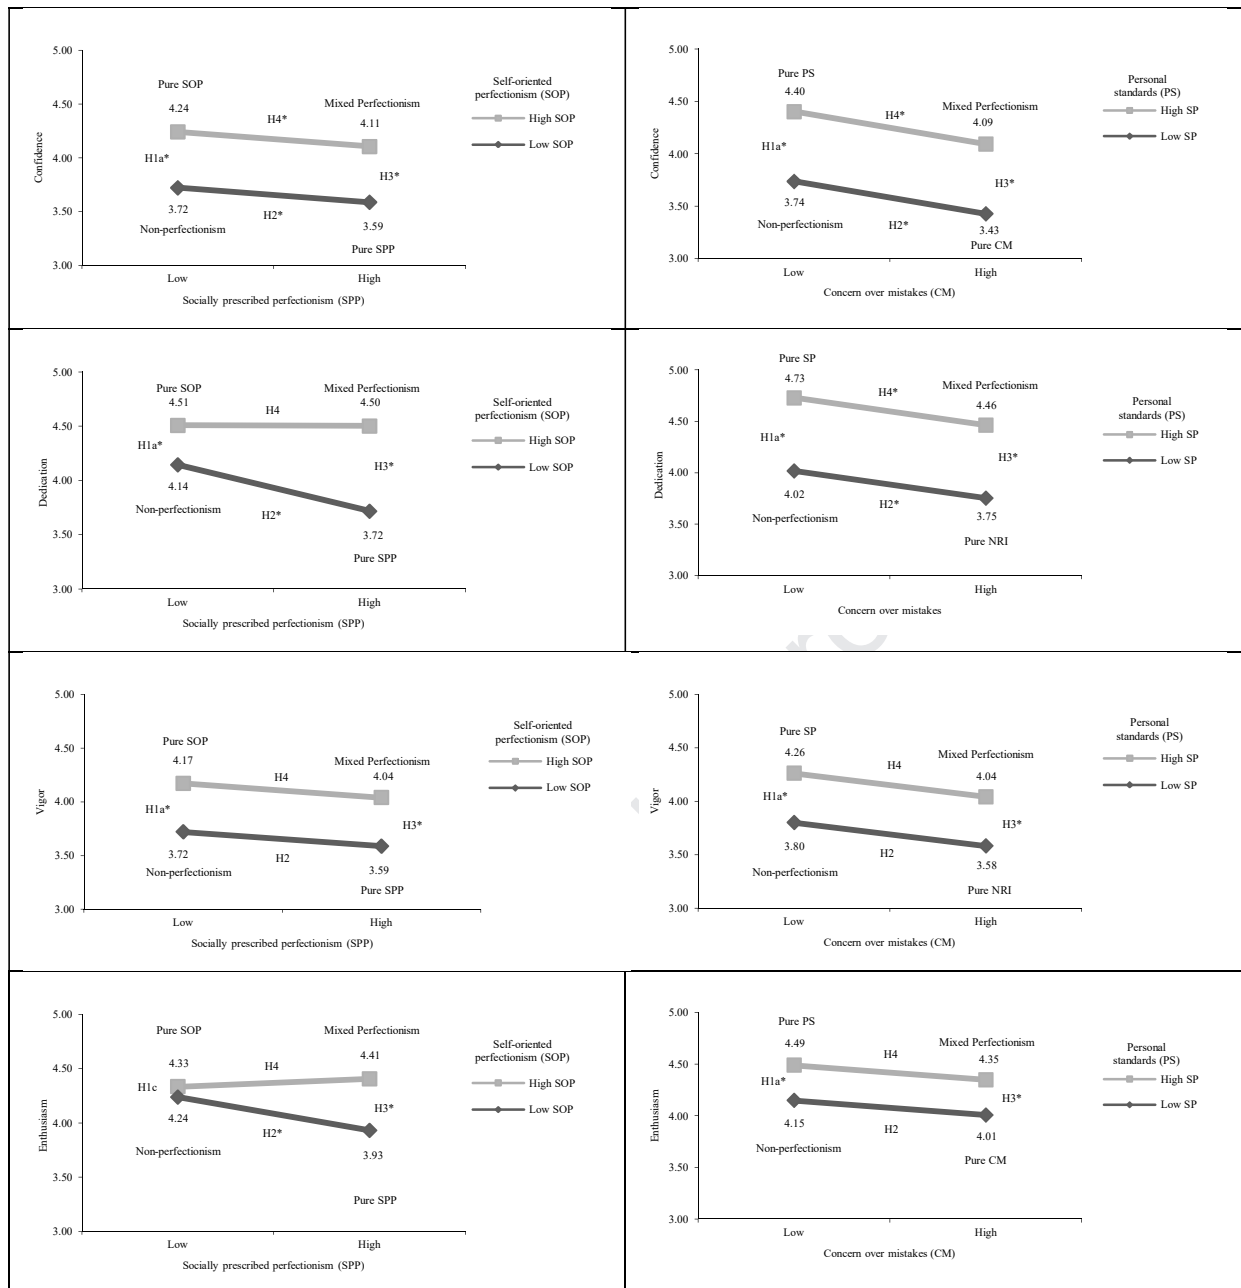 5.00
4.50
4.00
3.50
3.00
Confidence
Pure SOP
4.24
H4*
Mixed Perfectionism
4.11
H1a*
H3*
3.72
Non-perfectionism
H2*
3.59
Pure SPP
Low
High
Socially prescribed perfectionism (SPP)
Self-oriented
perfectionism (SOP)
High SOP
Low SOP
5.00
4.50
4.00
3.50
3.00
Confidence
Pure PS
4.40
H4*
Mixed Perfectionism
4.09
H1a*
H3*
3.74
Non-perfectionism
H2*
3.43
Pure CM
Low
High
Concern over mistakes (CM)
Personal
standards (PS)
High SP
Low SP
5.00
4.50
4.00
3.50
3.00
Dedication
Pure SOP
4.51
H4
Mixed Perfectionism
4.50
H1a*
H3*
4.14
Non-perfectionism
H2*
3.72
Pure SPP
Low
High
Socially prescribed perfectionism (SPP)
Self-oriented
perfectionism (SOP)
High SOP
Low SOP
5.00
4.50
4.00
3.50
3.00
Dedication
Pure SP
4.73
H4*
Mixed Perfectionism
4.46
H1a*
H3*
4.02
Non-perfectionism
H2*
3.75
Pure NRI
Low
High
Concern over mistakes
Personal
standards (PS)
High SP
Low SP
5.00
4.50
4.00
3.50
3.00
Vigor
Pure SOP
4.17
H4
Mixed Perfectionism
4.04
H1a*
H3*
3.72
Non-perfectionism
H2
3.59
Pure SPP
Low
High
Socially prescribed perfectionism (SPP)
Self-oriented
perfectionism (SOP)
High SOP
Low SOP
5.00
4.50
4.00
3.50
3.00
Vigor
Pure SP
4.26
H4
Mixed Perfectionism
4.04
H1a*
H3*
3.80
Non-perfectionism
H2
3.58
Pure NRI
Low
High
Concern over mistakes (CM)
Personal
standards (PS)
High SP
Low SP
5.00
4.50
4.00
3.50
3.00
Enthusiasm
Pure SOP
4.33
H4
Mixed Perfectionism
4.41
H1c
H3*
4.24
Non-perfectionism
H2*
3.93
Pure SPP
Low
High
Socially prescribed perfectionism (SPP)
Self-oriented
perfectionism (SOP)
High SOP
Low SOP
5.00
4.50
4.00
3.50
3.00
Enthusiasm
Pure PS
4.49
H4
Mixed Perfectionism
4.35
H1a*
H3*
4.15
Non-perfectionism
H2
4.01
Pure CM
Low
High
Concern over mistakes (CM)
Personal
standards (PS)
High SP
Low SP